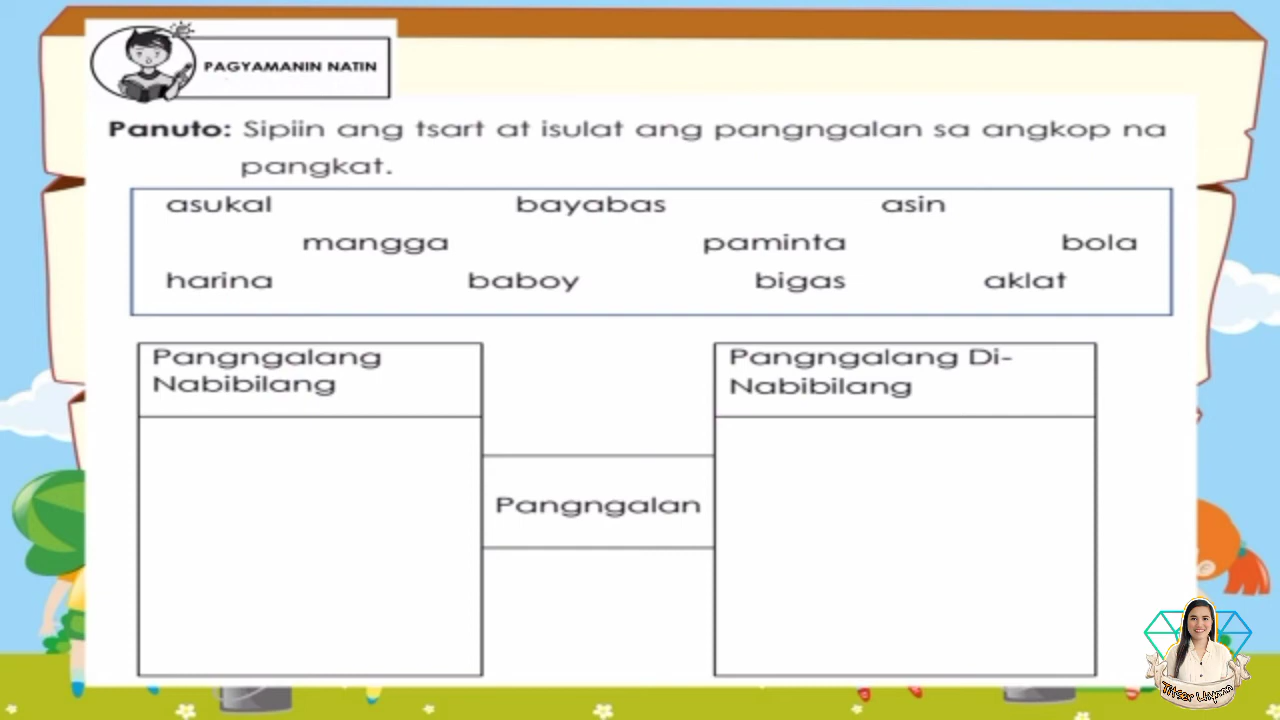 PAGYAMANIN NATIN
Panuto: Sipiin ang tsart at isulat ang pangngalan sa angkop na
pangkat.
asukal bayabas asin
mangga paminta bola
harina baboy bigas aklat
Pangngalang
Nabibilang
Pangngalang Di-
Nabibilang
Pangngalan